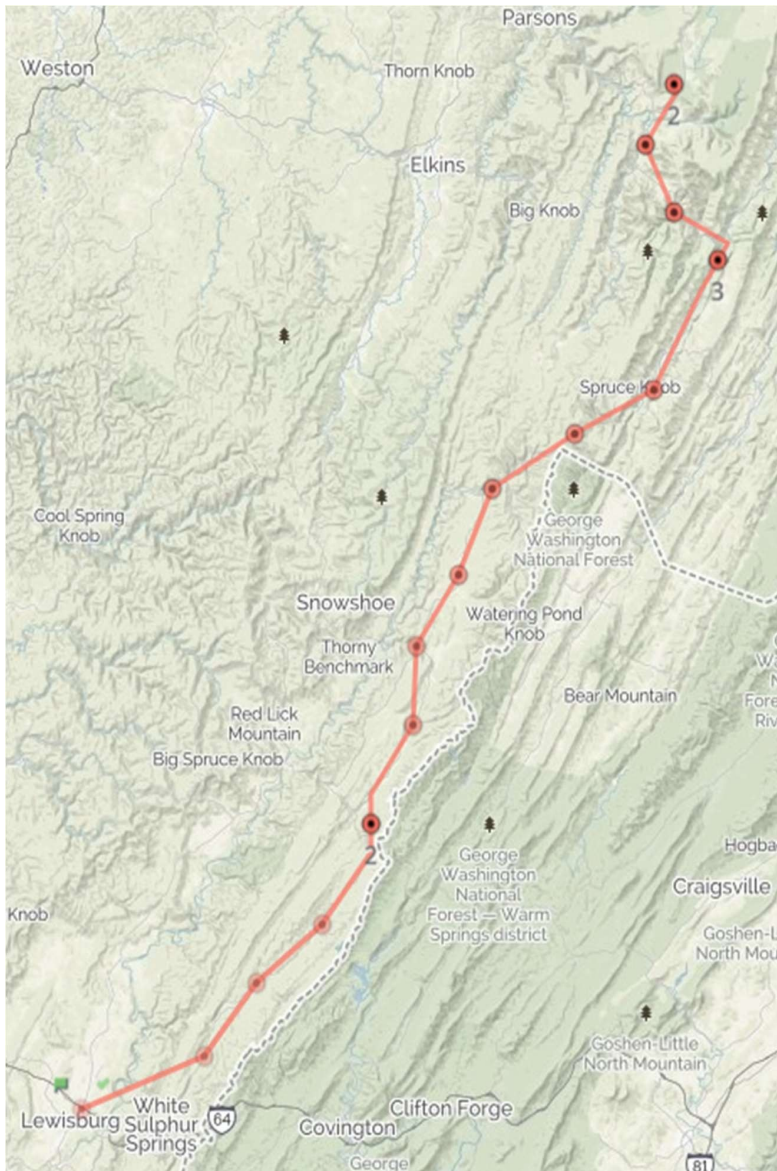 Parsons
Weston
Thorn Knob
2
Elkins
Big Knob
3
Spruce Knob
Cool Spring
Knob
George
Washington
National Forest
Snowshoe
Watering Pond
Knob
Thorny
Benchmark
Bear Mountain
Red Lick
Mountain
Big Spruce Knob
2
George
Washington
National
Forest — Warm
Springs district
Craigsville
Knob
North Mou
Goshen-Little
North Mountain
Lewisburg
White
Sulphur
Springs
64
Covington
Clifton Forge
George
81